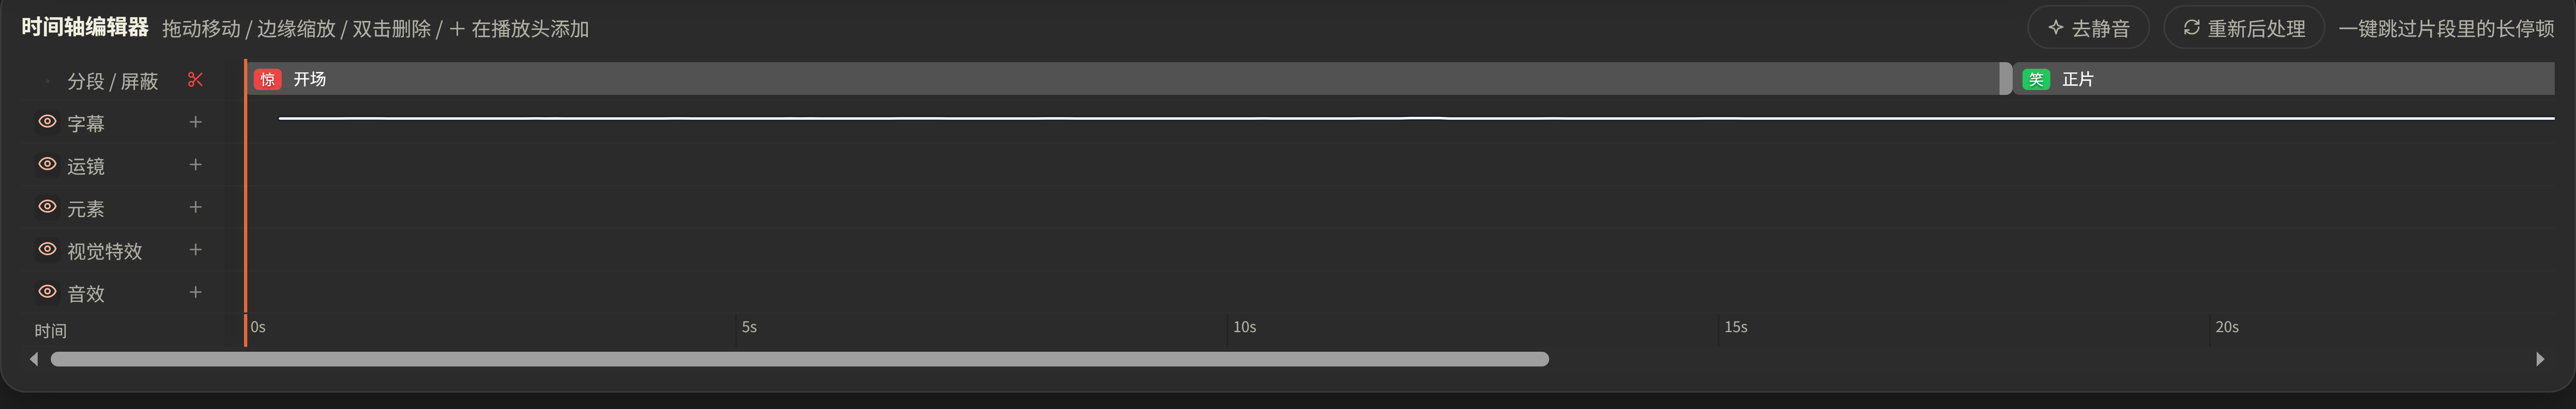 时间轴编辑器 拖动移动 / 边缘缩放 / 双击删除 / ＋ 在播放头添加 去静音 重新后处理 一键跳过片段里的长停顿
分段 / 屏蔽 惊 开场 笑 正片
字幕 +
运镜 +
元素 +
视觉特效 +
音效 +
时间 0s 5s 10s 15s 20s